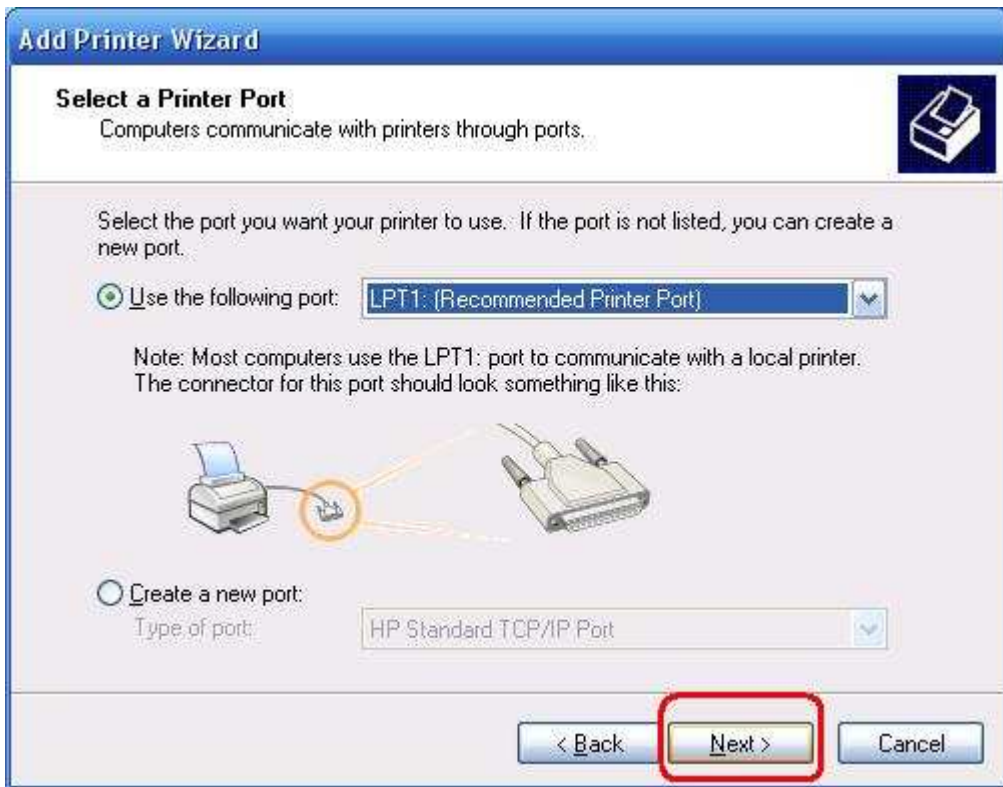 Add Printer Wizard
Select a Printer Port
Computers communicate with printers through ports.
Select the port you want your printer to use. If the port is not listed, you can create a
new port.
Use the following port: LPT1: (Recommended Printer Port)
Note: Most computers use the LPT1: port to communicate with a local printer.
The connector for this port should look something like this:
Create a new port:
Type of port: HP Standard TCP/IP Port
< Back Next > Cancel